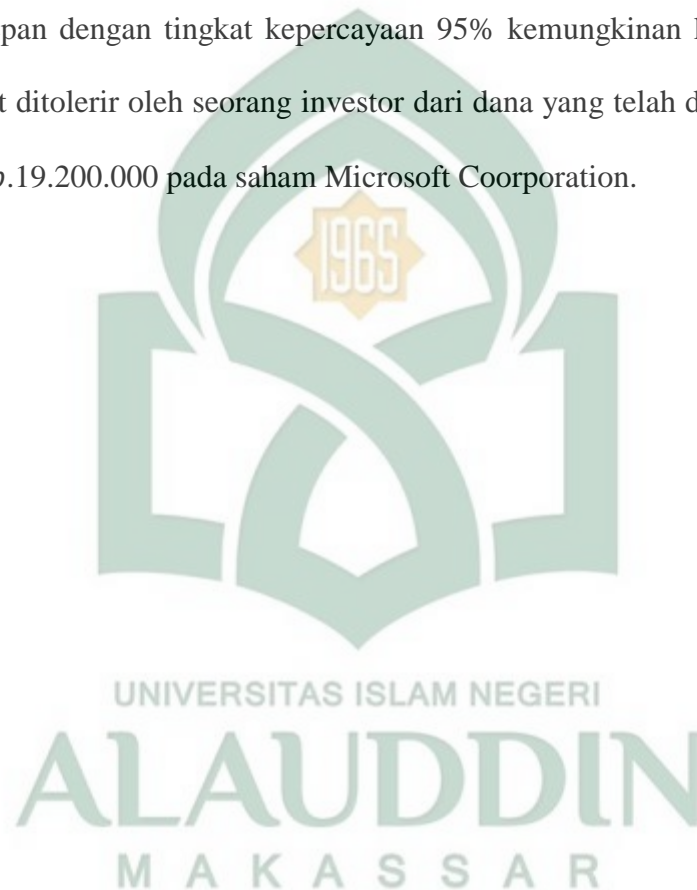 pan dengan tingkat kepercayaan 95% kemungkinan
t ditolerir oleh seorang investor dari dana yang telah d
.19.200.000 pada saham Microsoft Coorporation.
1965
UNIVERSITAS ISLAM NEGERI
ALAUDDIN
MAKASSAR